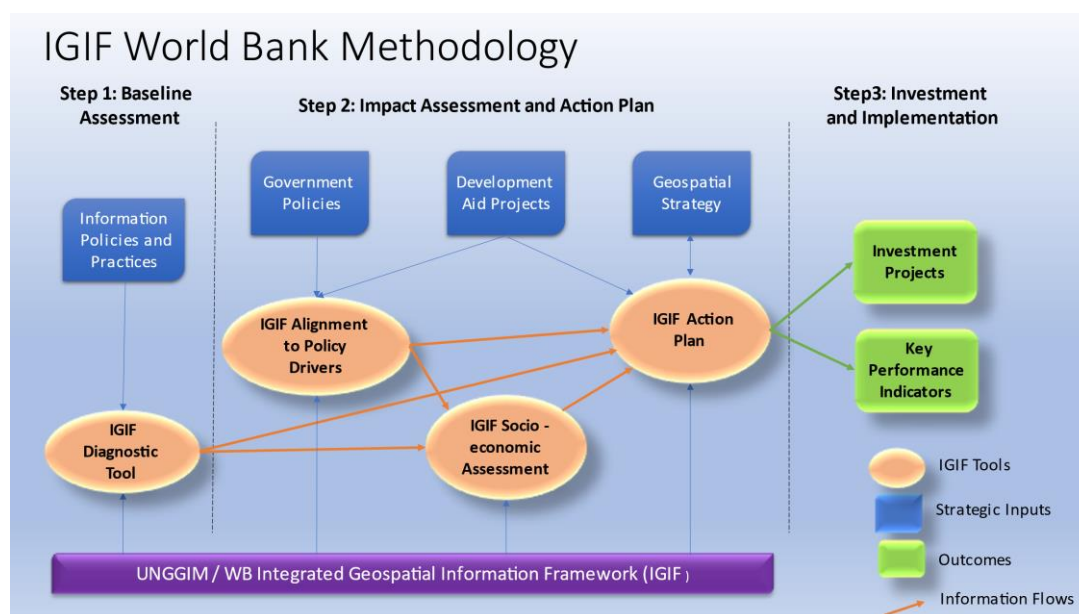 IGIF World Bank Methodology
Step 1: Baseline
Assessment
Step 2: Impact Assessment and Action Plan
Step3: Investment
and Implementation
Information
Policies and
Practices
Government
Policies
Development
Aid Projects
Geospatial
Strategy
IGIF Alignment
to Policy
Drivers
IGIF Action
Plan
IGIF
Diagnostic
Tool
IGIF Socio -
economic
Assessment
Investment
Projects
Key
Performance
Indicators
IGIF Tools
Strategic Inputs
Outcomes
Information Flows
UNGGIM / WB Integrated Geospatial Information Framework (IGIF )